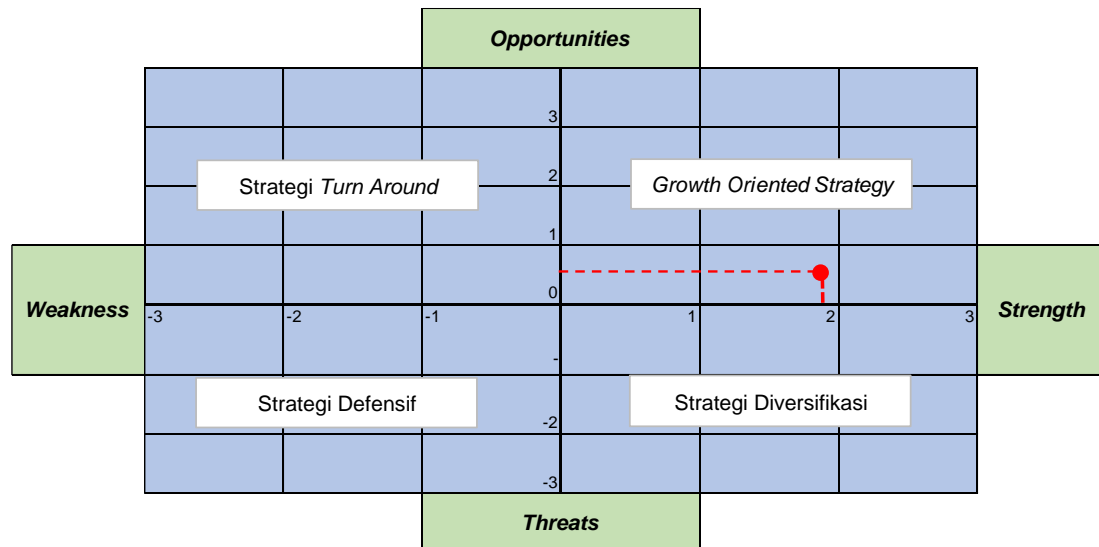 Opportunities
3
Strategi Turn Around
2
Growth Oriented Strategy
1
Weakness
0
Strength
-3
-2
-1
1
2
3
-
Strategi Defensif
Strategi Diversifikasi
-2
-3
Threats